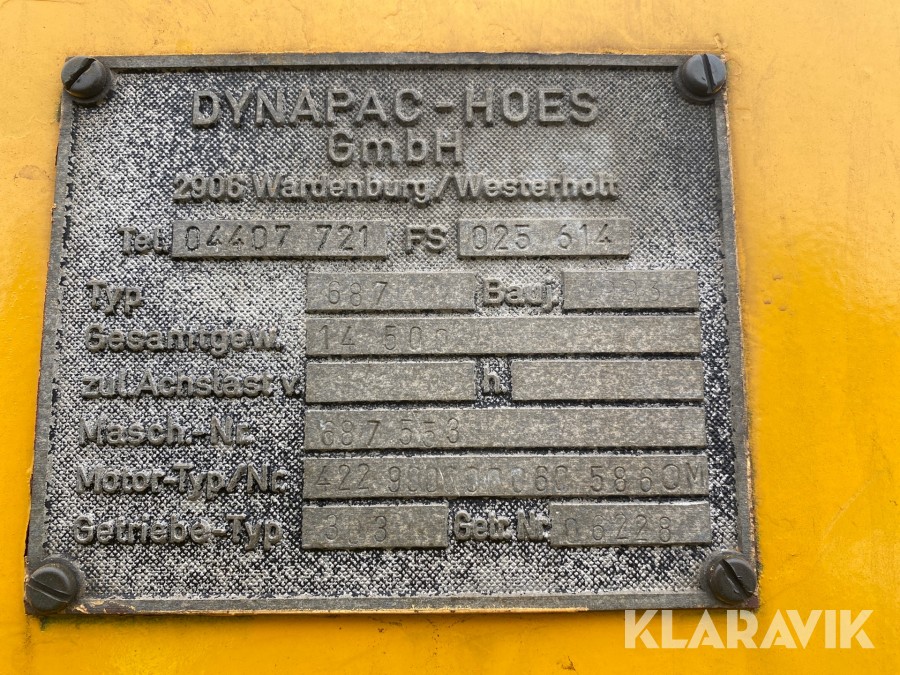 DYNAPAC-HOES
GmbH
2906 Wardenburg/Westerholt
Tel. 04407 721 FS 025 614
Typ 687 Bauj.
Gesamtgew. 14 500
zul.Achslast v. h.
Masch.-Nr. 687 553
Motor-Typ/Nr.
Getriebe-Typ Getr. Nr. 06228
KLARAVIK